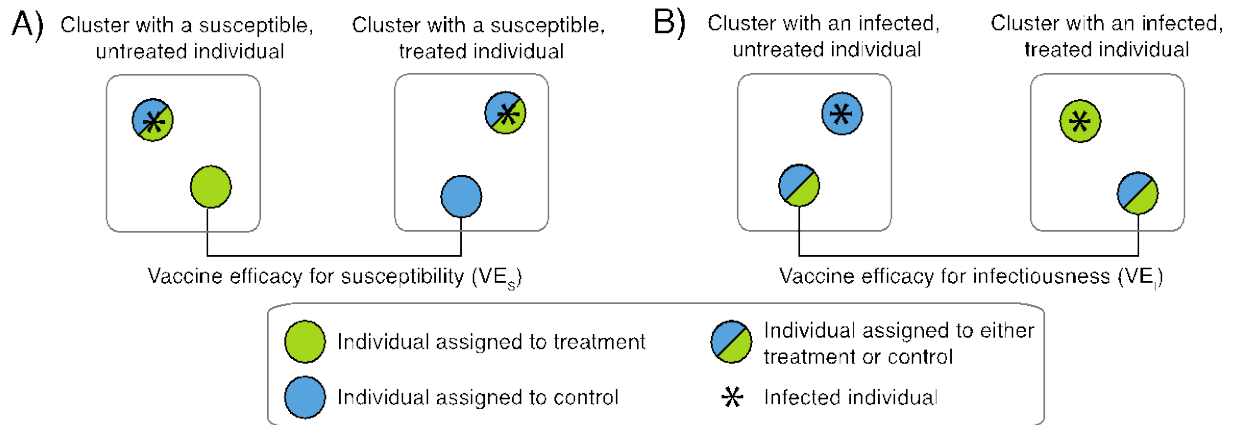 A)
Cluster with a susceptible,
untreated individual
Cluster with a susceptible,
treated individual
B)
Cluster with an infected,
untreated individual
Cluster with an infected,
treated individual
Vaccine efficacy for susceptibility (VEs)
Vaccine efficacy for infectiousness (VEI)
Individual assigned to treatment
Individual assigned to either
treatment or control
Individual assigned to control
Infected individual